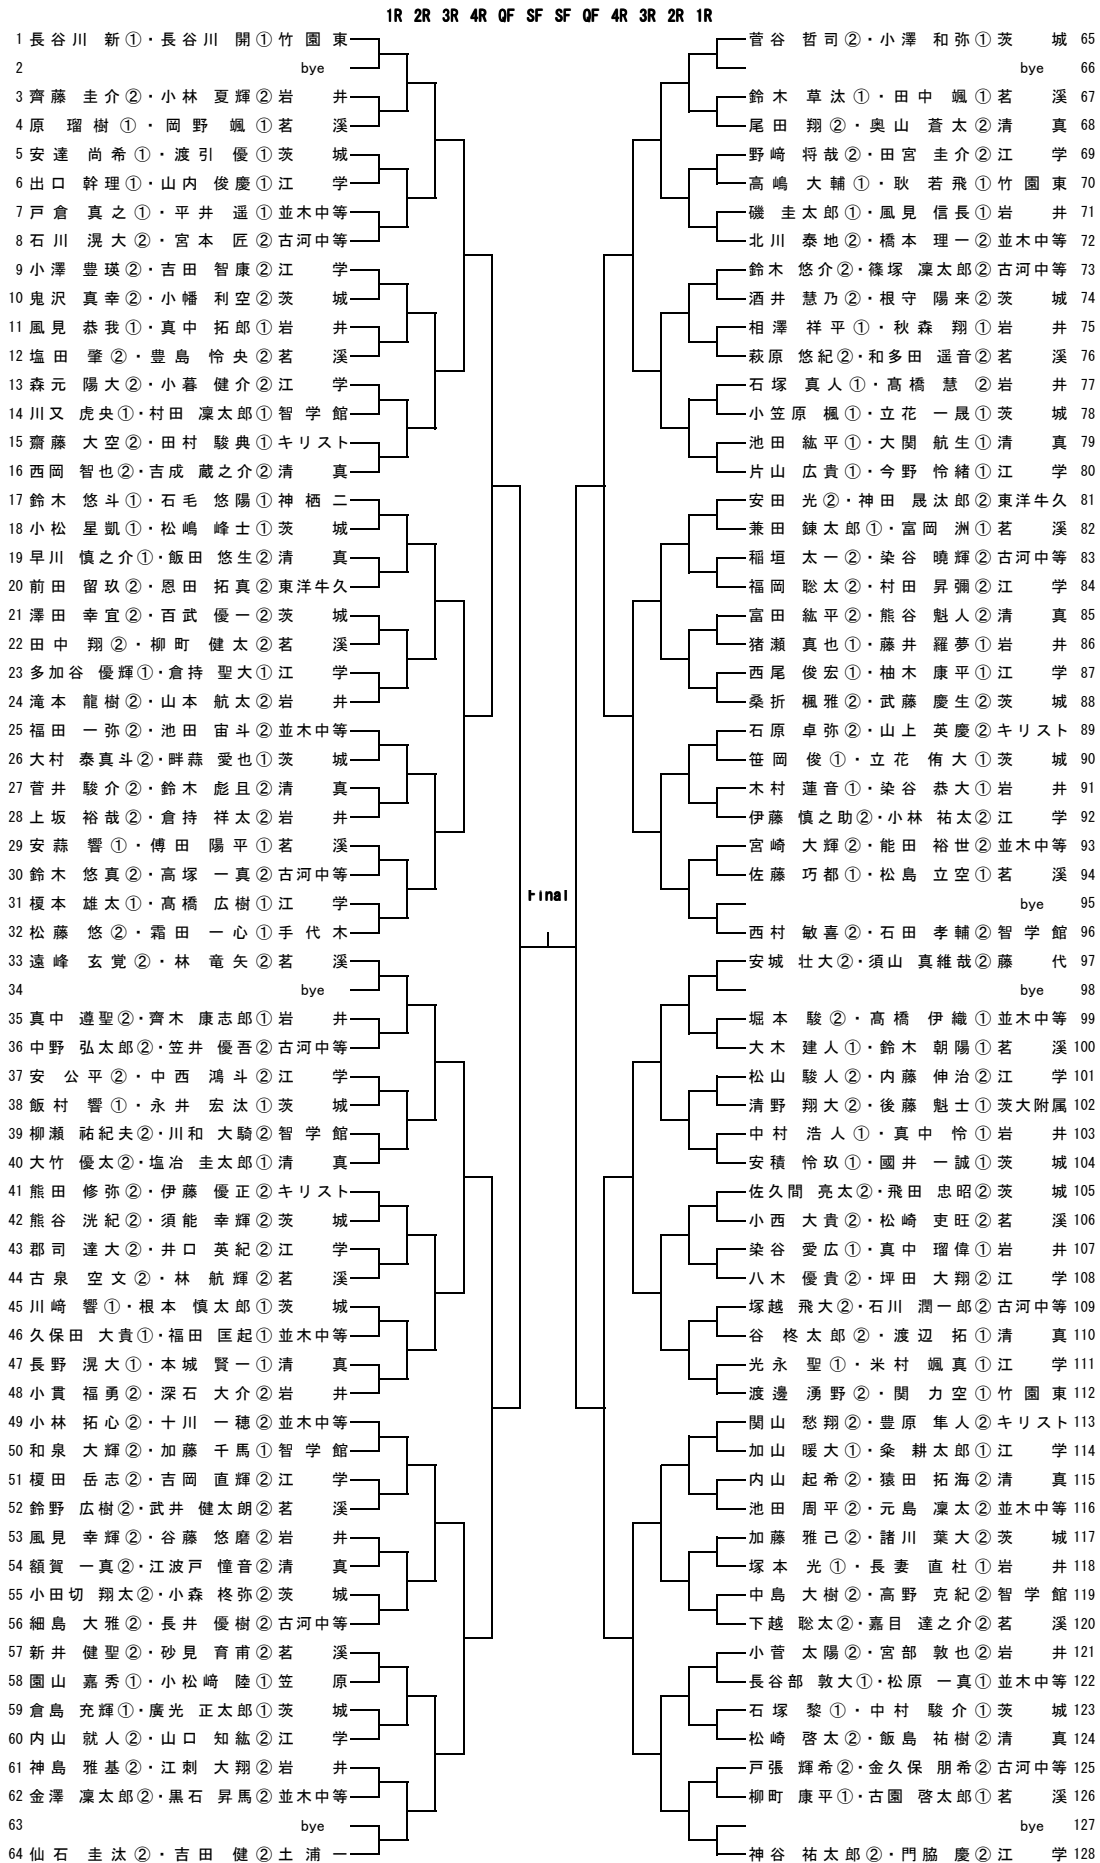 1R 2R 3R 4R QF SF SF QF 4R 3R 2R 1R
1 長谷川 新①・長谷川 開① 竹園東
2 bye
3 齊藤 圭介②・小林 夏輝② 岩井
4 原 瑠樹①・岡野 颯① 茗溪
5 安達 尚希①・渡引 優① 茨城
6 出口 幹理①・山内 俊慶① 江学
7 戸倉 真之①・平井 遥① 並木中等
8 石川 滉大②・宮本 匠② 古河中等
9 小澤 豊瑛②・吉田 智康② 江学
10 鬼沢 真幸②・小幡 利空② 茨城
11 風見 恭我①・真中 拓郎① 岩井
12 塩田 肇②・豊島 怜央② 茗溪
13 森元 陽大②・小暮 健介② 江学
14 川又 虎央①・村田 凜太郎① 智学館
15 齋藤 大空②・田村 駿典① キリスト
16 西岡 智也②・吉成 蔵之介② 清真
17 鈴木 悠斗①・石毛 悠陽① 神栖二
18 小松 星凱①・松嶋 峰士① 茨城
19 早川 慎之介①・飯田 悠生② 清真
20 前田 留玖②・恩田 拓真② 東洋牛久
21 澤田 幸宜②・百武 優一② 茨城
22 田中 翔②・柳町 健太② 茗溪
23 多加谷 優輝①・倉持 聖大① 江学
24 滝本 龍樹②・山本 航太② 岩井
25 福田 一弥②・池田 宙斗② 並木中等
26 大村 泰真斗②・畔蒜 愛也① 茨城
27 菅井 駿介②・鈴木 彪且② 清真
28 上坂 裕哉②・倉持 祥太② 岩井
29 安蒜 響①・傅田 陽平① 茗溪
30 鈴木 悠真②・高塚 一真② 古河中等
31 榎本 雄太①・髙橋 広樹① 江学
32 松藤 悠②・霜田 一心① 手代木
33 遠峰 玄覚②・林 竜矢② 茗溪
34 bye
35 真中 遵聖②・齊木 康志郎① 岩井
36 中野 弘太郎②・笠井 優吾② 古河中等
37 安 公平②・中西 鴻斗② 江学
38 飯村 響①・永井 宏汰① 茨城
39 柳瀬 祐紀夫②・川和 大騎② 智学館
40 大竹 優太②・塩冶 圭太郎① 清真
41 熊田 修弥②・伊藤 優正② キリスト
42 熊谷 洸紀②・須能 幸輝② 茨城
43 郡司 達大②・井口 英紀② 江学
44 古泉 空文②・林 航輝② 茗溪
45 川﨑 響①・根本 慎太郎① 茨城
46 久保田 大貴①・福田 匡起① 並木中等
47 長野 滉大①・本城 賢一① 清真
48 小貫 福勇②・深石 大介② 岩井
49 小林 拓心②・十川 一穂② 並木中等
50 和泉 大輝②・加藤 千馬① 智学館
51 榎田 岳志②・吉岡 直輝② 江学
52 鈴野 広樹②・武井 健太朗② 茗溪
53 風見 幸輝②・谷藤 悠磨② 岩井
54 額賀 一真②・江波戸 憧音② 清真
55 小田切 翔太②・小森 柊弥② 茨城
56 細島 大雅②・長井 優樹② 古河中等
57 新井 健聖②・砂見 育甫② 茗溪
58 園山 嘉秀①・小松﨑 陸① 笠原
59 倉島 充輝①・廣光 正太郎① 茨城
60 内山 就人②・山口 知紘② 江学
61 神島 雅基②・江刺 大翔② 岩井
62 金澤 凜太郎②・黒石 昇馬② 並木中等
63 bye
64 仙石 圭汰②・吉田 健② 土浦一
Final
菅谷 哲司②・小澤 和弥① 茨城 65
bye 66
鈴木 草汰①・田中 颯① 茗溪 67
尾田 翔②・奥山 蒼太② 清真 68
野﨑 将哉②・田宮 圭介② 江学 69
高嶋 大輔①・耿 若飛① 竹園東 70
磯 圭太郎①・風見 信長① 岩井 71
北川 泰地②・橋本 理一② 並木中等 72
鈴木 悠介②・篠塚 凜太郎② 古河中等 73
酒井 慧乃②・根守 陽来② 茨城 74
相澤 祥平①・秋森 翔① 岩井 75
萩原 悠紀②・和多田 遥音② 茗溪 76
石塚 真人①・髙橋 慧② 岩井 77
小笠原 楓①・立花 一晟① 茨城 78
池田 紘平①・大関 航生① 清真 79
片山 広貴①・今野 怜緒① 江学 80
安田 光②・神田 晟汰郎② 東洋牛久 81
兼田 錬太郎①・富岡 洲① 茗溪 82
稲垣 太一②・染谷 暁輝② 古河中等 83
福岡 聡太②・村田 昇彌② 江学 84
富田 紘平②・熊谷 魁人② 清真 85
猪瀬 真也①・藤井 羅夢① 岩井 86
西尾 俊宏①・柚木 康平① 江学 87
桑折 楓雅②・武藤 慶生② 茨城 88
石原 卓弥②・山上 英慶② キリスト 89
笹岡 俊①・立花 侑大① 茨城 90
木村 蓮音①・染谷 恭大① 岩井 91
伊藤 慎之助②・小林 祐太② 江学 92
宮崎 大輝②・能田 裕世② 並木中等 93
佐藤 巧都①・松島 立空① 茗溪 94
bye 95
西村 敏喜②・石田 孝輔② 智学館 96
安城 壮大②・須山 真維哉② 藤代 97
bye 98
堀本 駿②・髙橋 伊織① 並木中等 99
大木 建人①・鈴木 朝陽① 茗溪 100
松山 駿人②・内藤 伸治② 江学 101
清野 翔大②・後藤 魁士① 茨大附属 102
中村 浩人①・真中 怜① 岩井 103
安積 怜玖①・國井 一誠① 茨城 104
佐久間 亮太②・飛田 忠昭② 茨城 105
小西 大貴②・松崎 吏旺② 茗溪 106
染谷 愛広①・真中 瑠偉① 岩井 107
八木 優貴②・坪田 大翔② 江学 108
塚越 飛大②・石川 潤一郎② 古河中等 109
谷 柊太郎②・渡辺 拓① 清真 110
光永 聖①・米村 颯真① 江学 111
渡邊 湧野②・関 力空① 竹園東 112
関山 愁翔②・豊原 隼人② キリスト 113
加山 暖大①・粂 耕太郎① 江学 114
内山 起希②・猿田 拓海② 清真 115
池田 周平②・元島 凜太② 並木中等 116
加藤 雅己②・諸川 葉大② 茨城 117
塚本 光①・長妻 直杜① 岩井 118
中島 大樹②・高野 克紀② 智学館 119
下越 聡太②・嘉目 達之介② 茗溪 120
小菅 太陽②・宮部 敦也② 岩井 121
長谷部 敦大①・松原 一真① 並木中等 122
石塚 黎①・中村 駿介① 茨城 123
松崎 啓太②・飯島 祐樹② 清真 124
戸張 輝希②・金久保 朋希② 古河中等 125
柳町 康平①・古園 啓太郎① 茗溪 126
bye 127
神谷 祐太郎②・門脇 慶② 江学 128